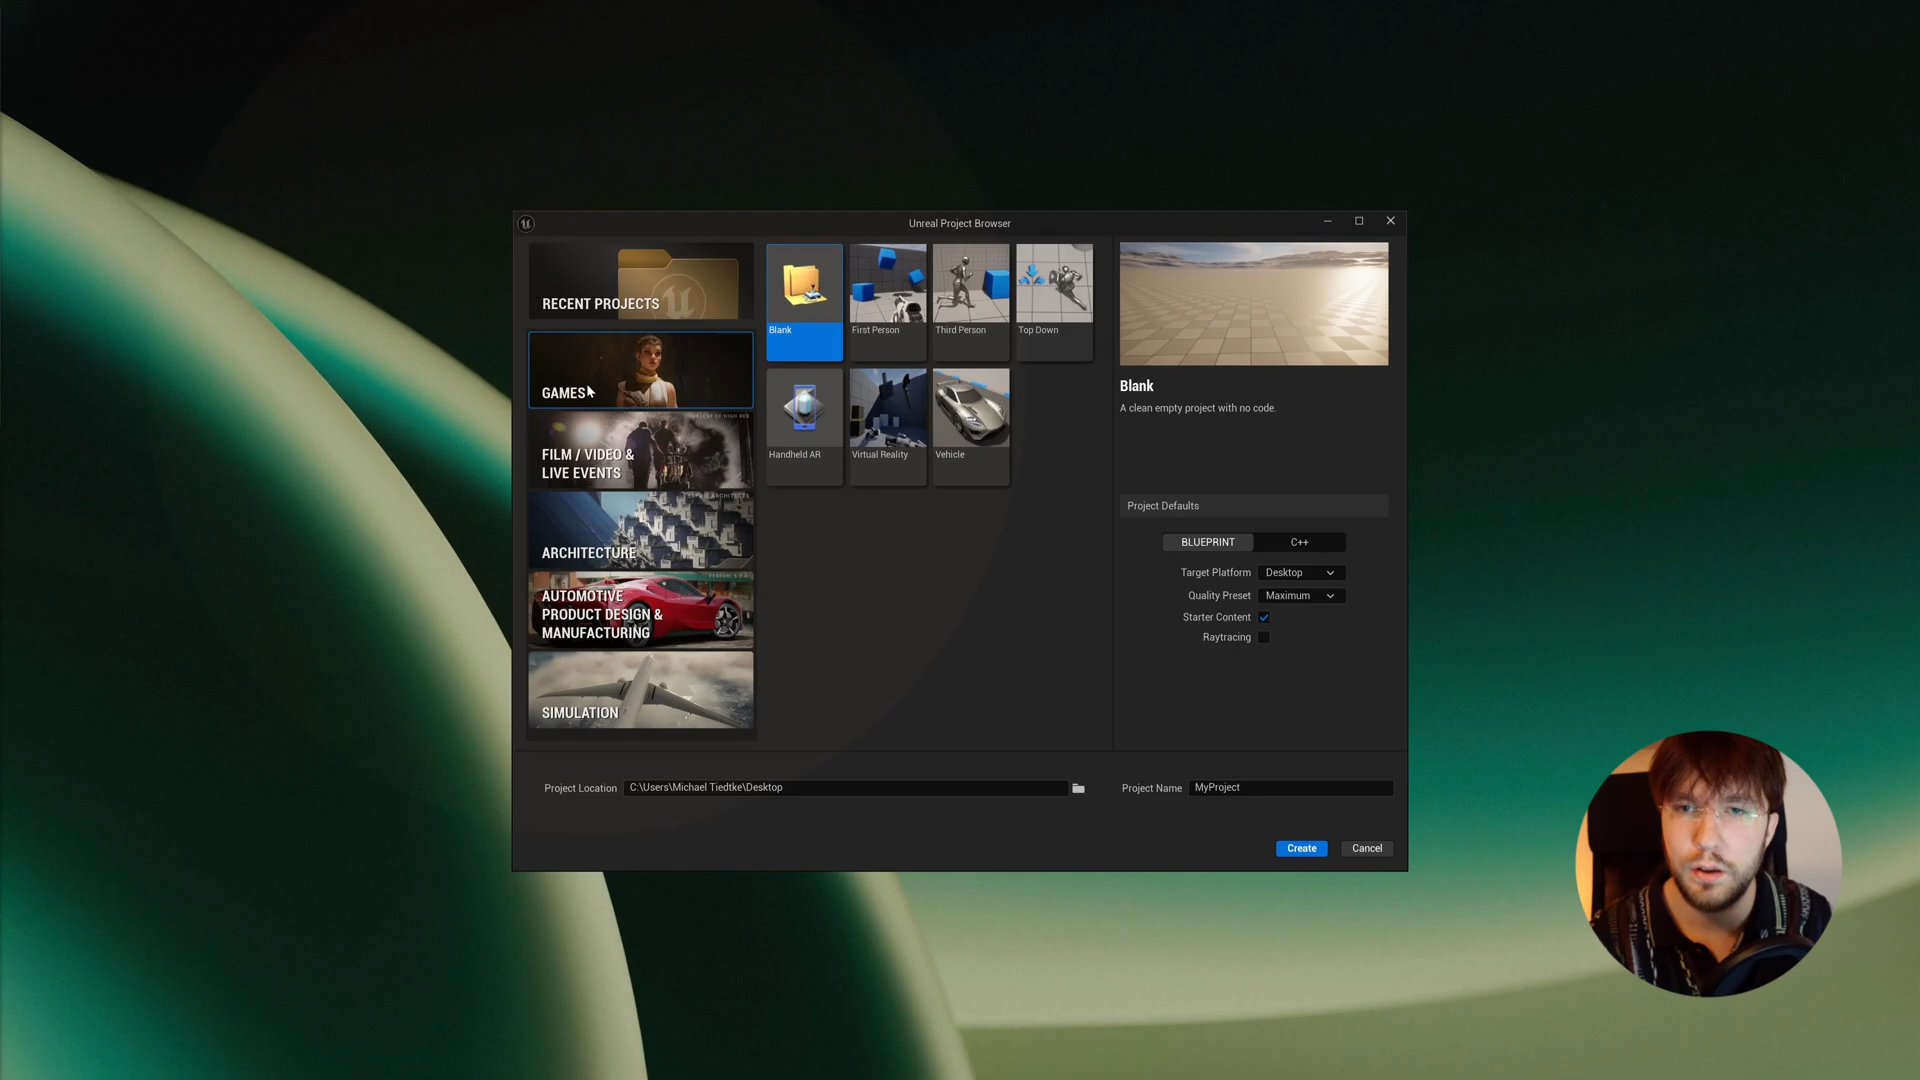 Unreal Project Browser
RECENT PROJECTS
GAMES
FILM / VIDEO &
LIVE EVENTS
ARCHITECTURE
FERRARI S.P.A.
AUTOMOTIVE
PRODUCT DESIGN &
MANUFACTURING
SIMULATION
Blank
First Person
Third Person
Top Down
Handheld AR
Virtual Reality
Vehicle
Blank
A clean empty project with no code.
Project Defaults
BLUEPRINT
C++
Target Platform
Desktop
Quality Preset
Maximum
Starter Content
Raytracing
Project Location
C:\Users\Michael Tiedtke\Desktop
Project Name
MyProject
Create
Cancel